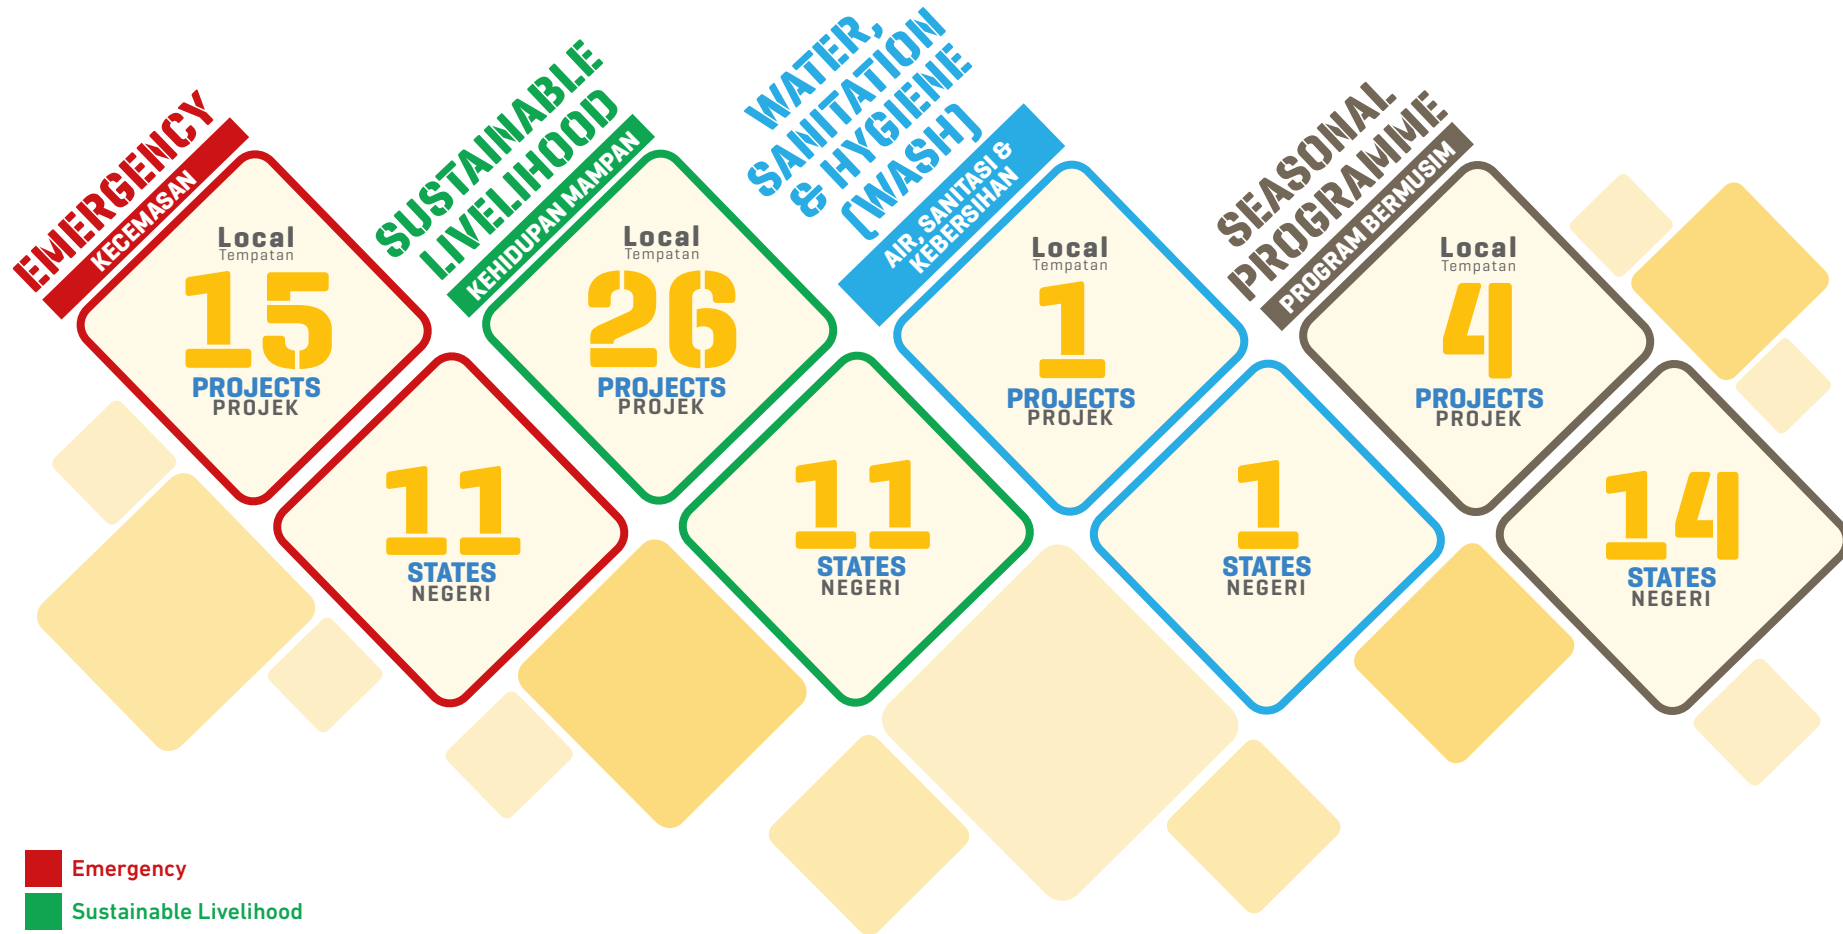 EMERGENCY
KECEMASAN
Local
Tempatan
15
PROJECTS
PROJEK
11
STATES
NEGERI
SUSTAINABLE
LIVELIHOOD
KEHIDUPAN MAMPAN
Local
Tempatan
26
PROJECTS
PROJEK
11
STATES
NEGERI
WATER,
SANITATION
& HYGIENE
(WASH)
AIR, SANITASI &
KEBERSIHAN
Local
Tempatan
1
PROJECTS
PROJEK
1
STATES
NEGERI
SEASONAL
PROGRAMME
PROGRAM BERMUSIM
Local
Tempatan
4
PROJECTS
PROJEK
14
STATES
NEGERI
Emergency
Sustainable Livelihood